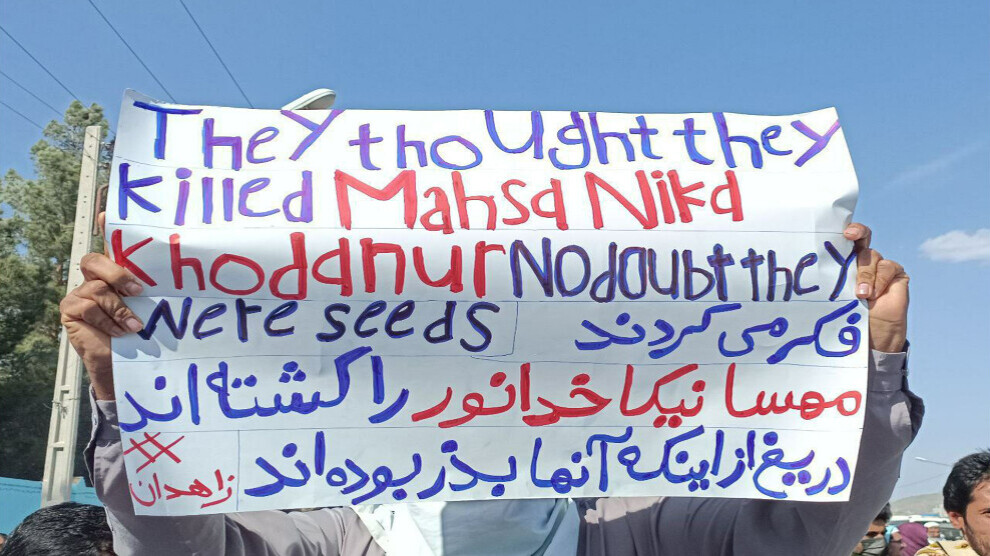 They thought they
killed Mahsa Nika
Khodanur No doubt they
were seeds
فکر می کردند
مهسا نیکا خدانور را کشته اند
دریغ از اینکه آنها بذر بوده اند
##
زاهدان